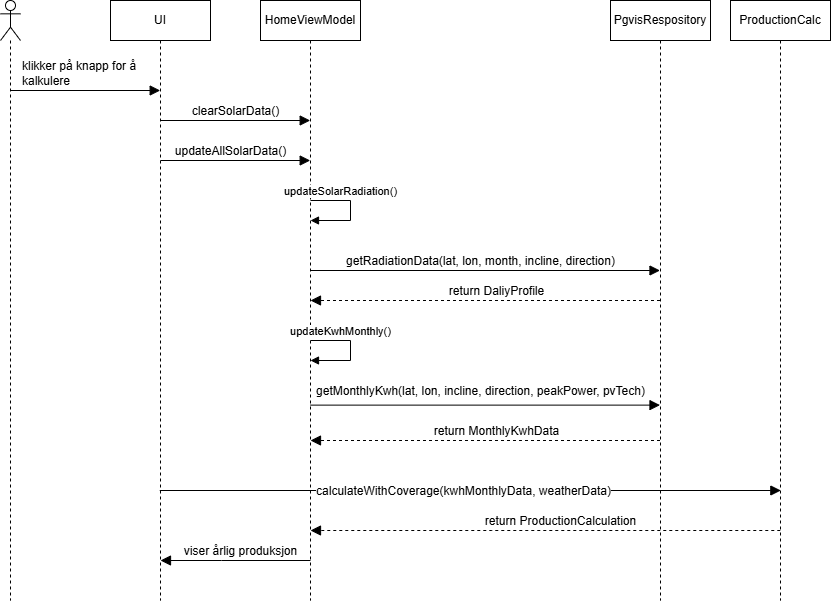 UI
HomeViewModel
PgvisRespository
ProductionCalc
klikker på knapp for å
kalkulere
clearSolarData()
updateAllSolarData()
updateSolarRadiation()
getRadiationData(lat, lon, month, incline, direction)
return DaliyProfile
updateKwhMonthly()
getMonthlyKwh(lat, lon, incline, direction, peakPower, pvTech)
return MonthlyKwhData
calculateWithCoverage(kwhMonthlyData, weatherData)
return ProductionCalculation
viser årlig produksjon